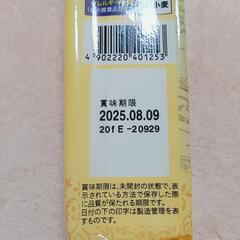 小麦
4902220401253
賞味期限
2025.08.09
20fE-20929
賞味期限は、未開封の状態で、表
示されている方法で保存した場合
に品質が保たれる期限です。
日付の下の印字は製造管理を表
すものです。